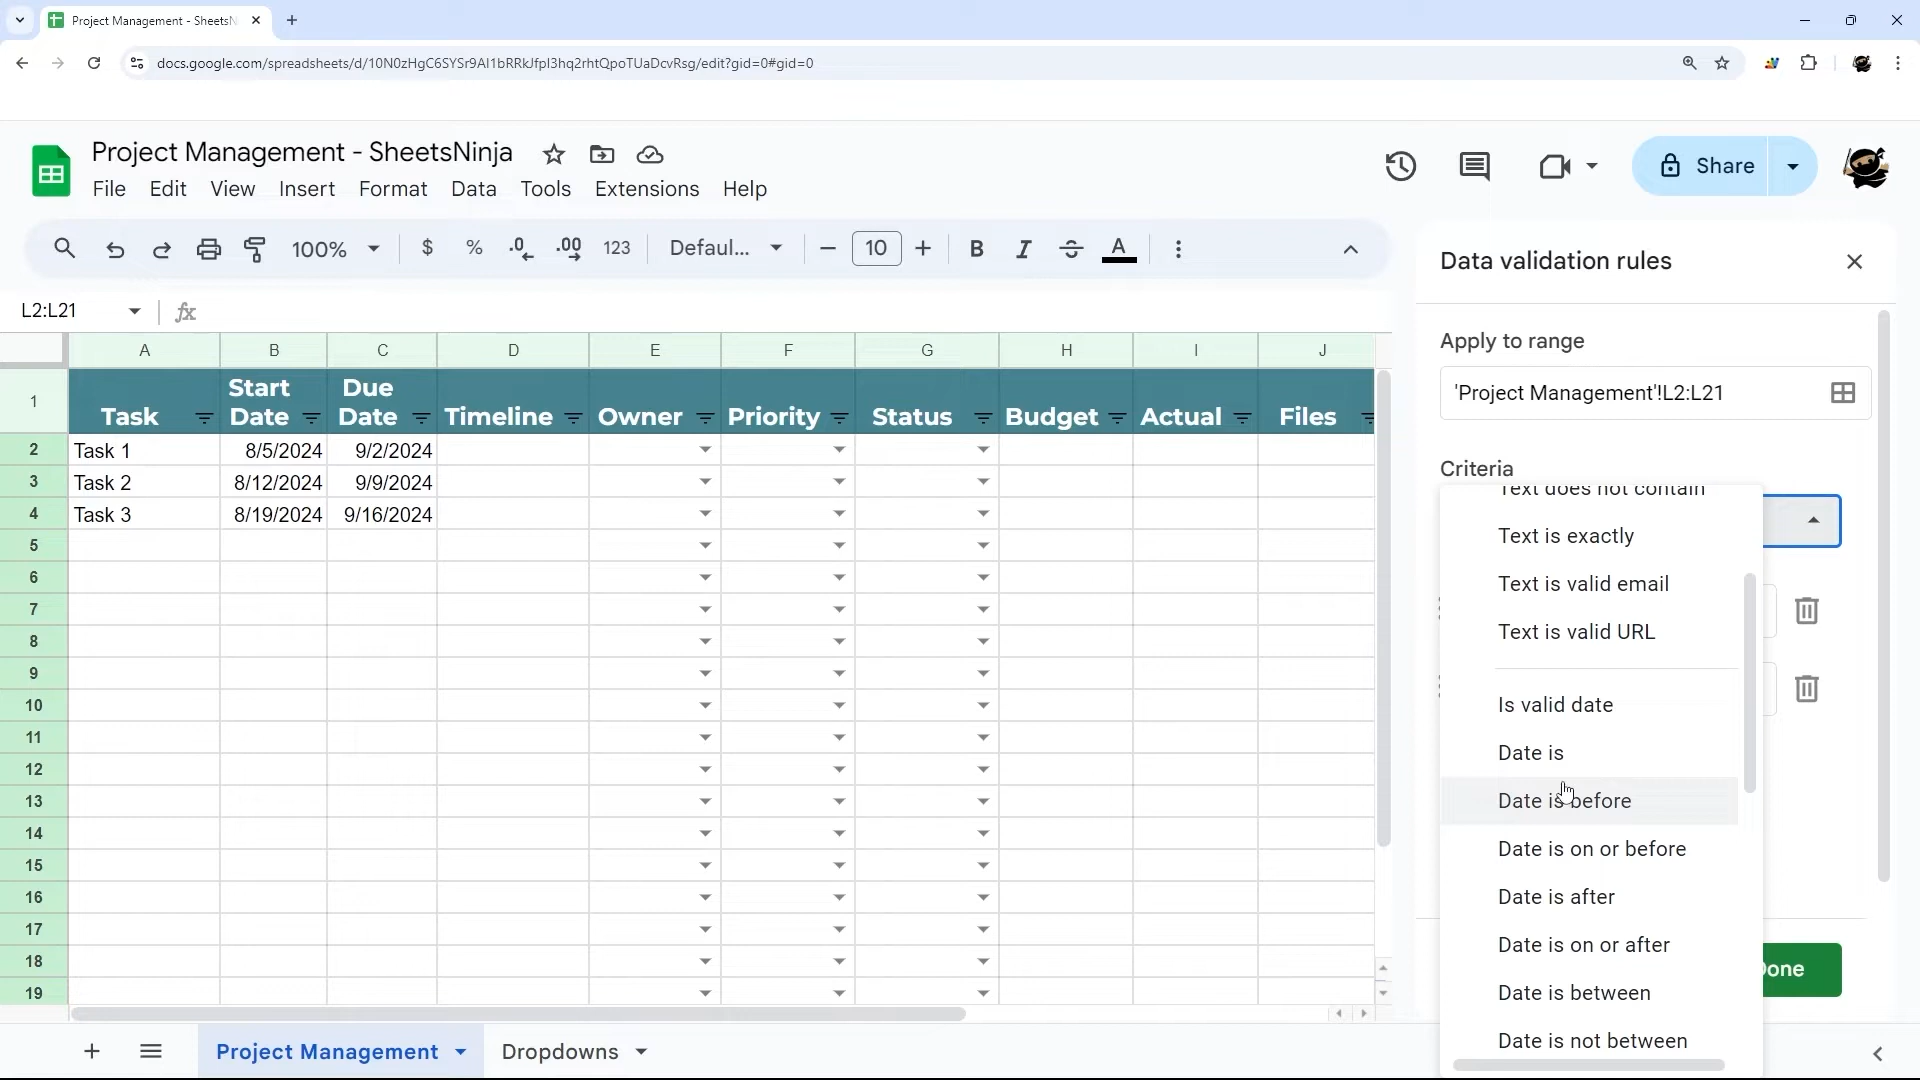 Project Management - SheetsN
docs.google.com/spreadsheets/d/10N0zHgC6SYSr9Al1bRRkJfpl3hq2rhtQpoTUaDcvRsg/edit?gid=0#gid=0
Project Management - SheetsNinja
File Edit View Insert Format Data Tools Extensions Help
Share
100% $ % .0 .00 123 Defaul... 10 B I S A
L2:L21 fx
A B C D E F G H I J
1 Task Start Date Due Date Timeline Owner Priority Status Budget Actual Files
2 Task 1 8/5/2024 9/2/2024
3 Task 2 8/12/2024 9/9/2024
4 Task 3 8/19/2024 9/16/2024
5
6
7
8
9
10
11
12
13
14
15
16
17
18
19
Project Management Dropdowns
Data validation rules
Apply to range
'Project Management'!L2:L21
Criteria
Text does not contain
Text is exactly
Text is valid email
Text is valid URL
Is valid date
Date is
Date is before
Date is on or before
Date is after
Date is on or after
Date is between
Date is not between
Done